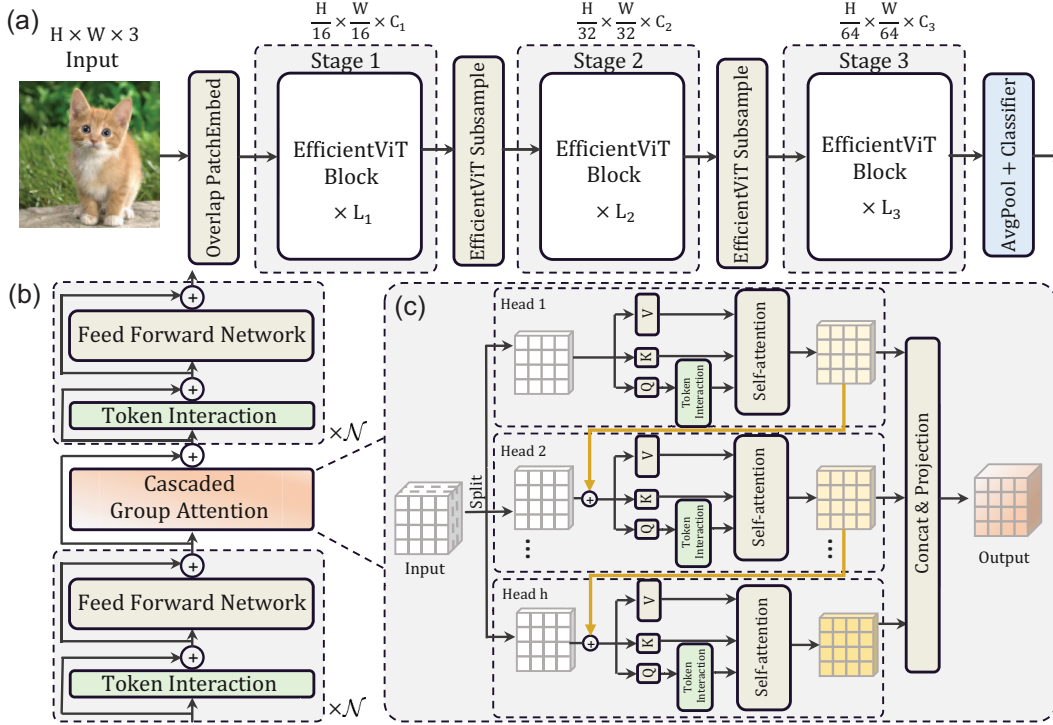 (a)
H × W × 3
Input
Overlap PatchEmbed
H/16 × W/16 × C₁
Stage 1
EfficientViT
Block
× L₁
EfficientViT Subsample
H/32 × W/32 × C₂
Stage 2
EfficientViT
Block
× L₂
EfficientViT Subsample
H/64 × W/64 × C₃
Stage 3
EfficientViT
Block
× L₃
AvgPool + Classifier
(b)
+
Feed Forward Network
+
Token Interaction
×𝒩
+
Cascaded
Group Attention
+
Feed Forward Network
+
Token Interaction
×𝒩
(c)
Input
Split
Head 1
V
K
Q
Token
Interaction
Self-attention
Head 2
+
V
K
Q
Token
Interaction
Self-attention
...
...
Head h
+
V
K
Q
Token
Interaction
Self-attention
Concat & Projection
Output